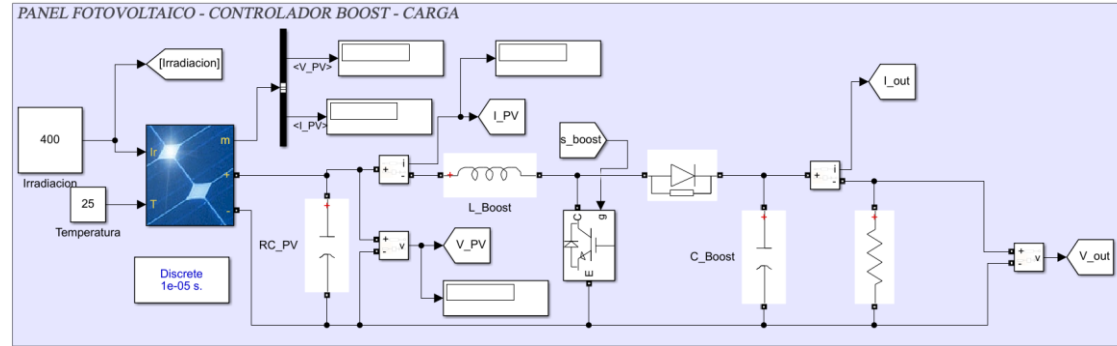 PANEL FOTOVOLTAICO - CONTROLADOR BOOST - CARGA
[Irradiacion]
<V_PV>
<I_PV>
I_PV
I_out
400
Irradiacion
Ir
m
+
-
T
25
Temperatura
Discrete
1e-05 s.
RC_PV
+
+
-
i
+
-
v
V_PV
+
L_Boost
s_boost
C
g
E
C_Boost
+
+
-
i
+
+
-
v
V_out